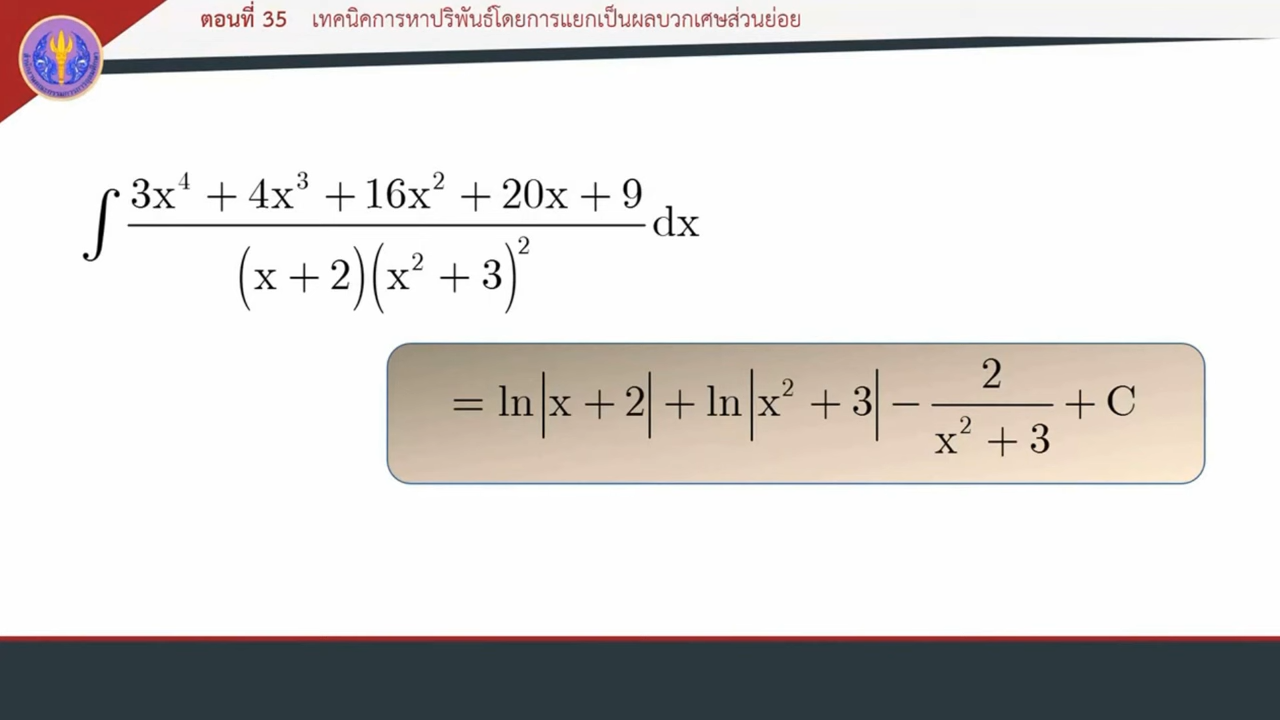 ตอนที่ 35 เทคนิคการหาปริพันธ์โดยการแยกเป็นผลบวกเศษส่วนย่อย
∫ (3x⁴ + 4x³ + 16x² + 20x + 9) / ((x + 2)(x² + 3)²) dx
= ln|x + 2| + ln|x² + 3| − 2 / (x² + 3) + C